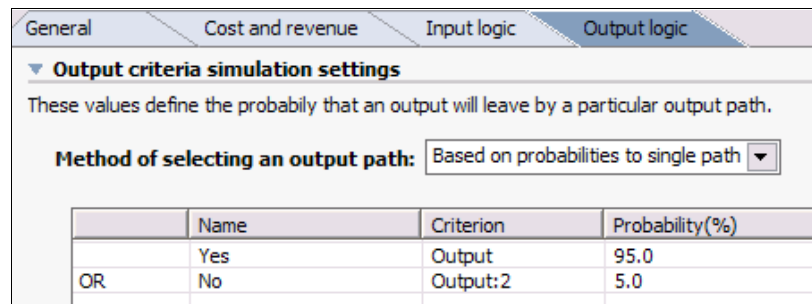 General Cost and revenue Input logic Output logic
Output criteria simulation settings
These values define the probabily that an output will leave by a particular output path.
Method of selecting an output path: Based on probabilities to single path
Name Criterion Probability(%)
Yes Output 95.0
OR No Output:2 5.0